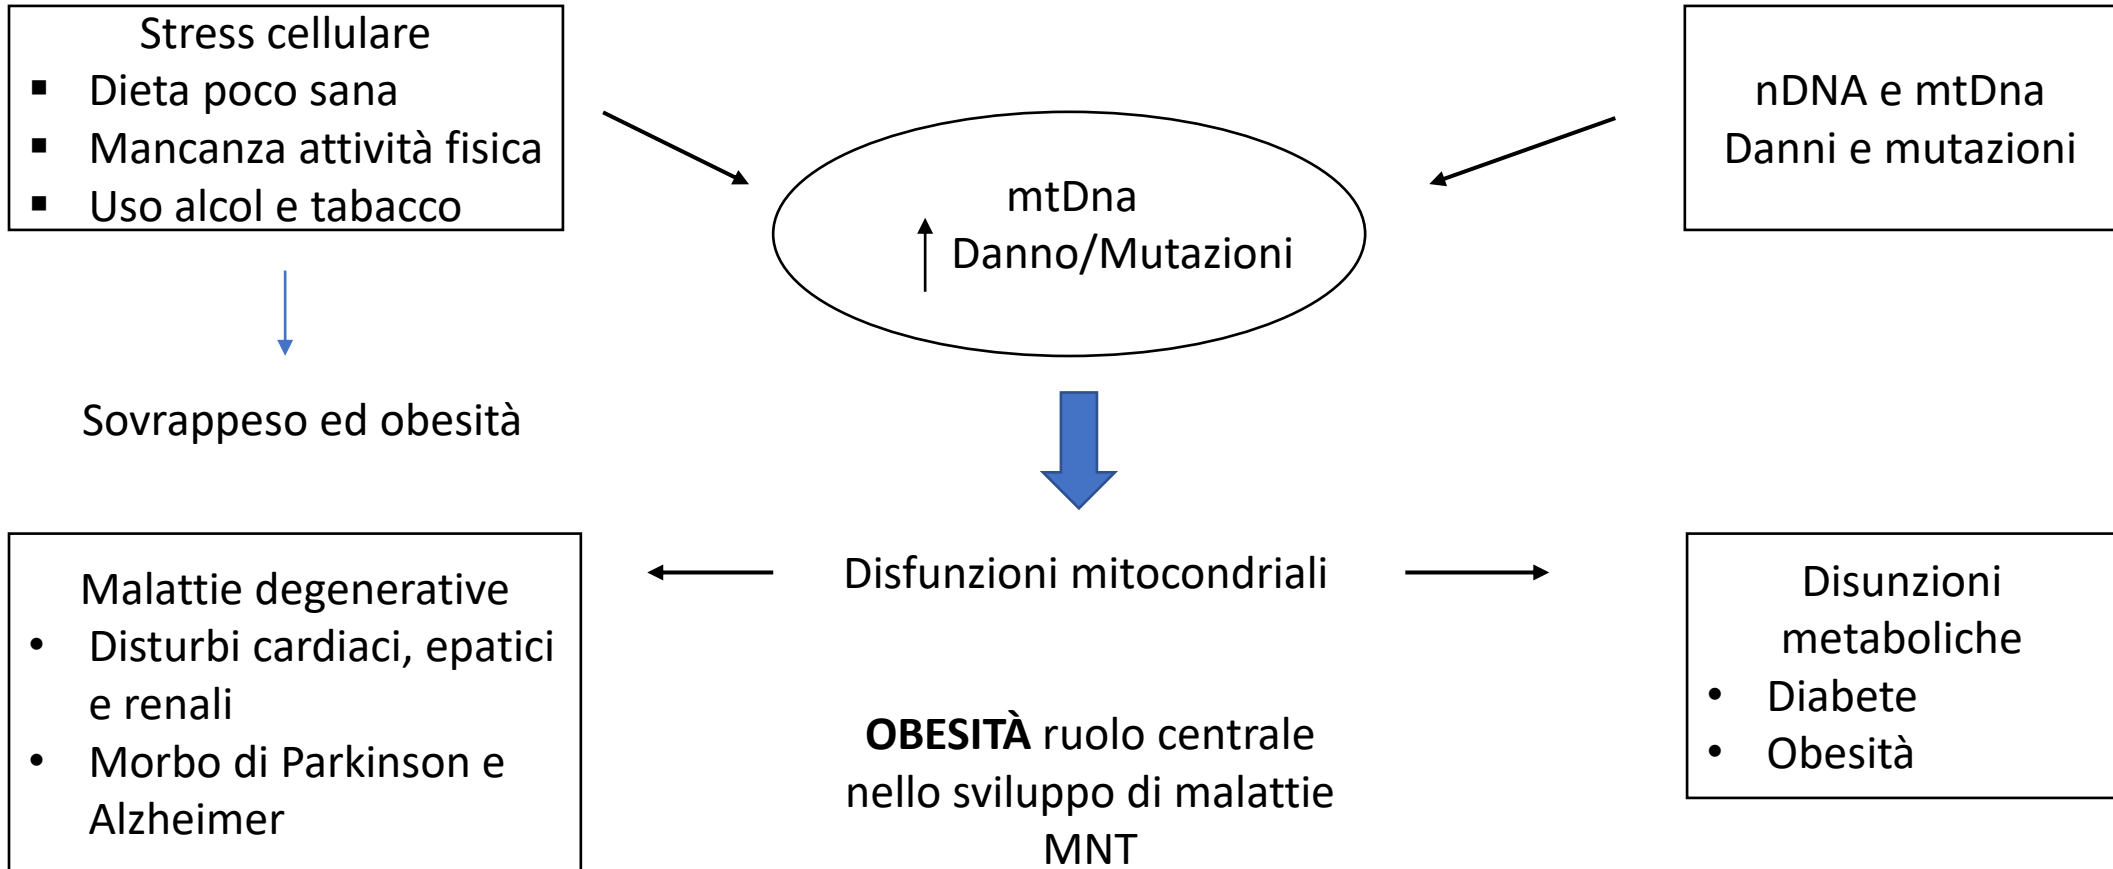 Stress cellulare
▪ Dieta poco sana
▪ Mancanza attività fisica
▪ Uso alcol e tabacco
nDNA e mtDna
Danni e mutazioni
mtDna
Danno/Mutazioni
Sovrappeso ed obesità
Disfunzioni mitocondriali
Malattie degenerative
• Disturbi cardiaci, epatici
e renali
• Morbo di Parkinson e
Alzheimer
OBESITÀ ruolo centrale
nello sviluppo di malattie
MNT
Disunzioni
metaboliche
• Diabete
• Obesità